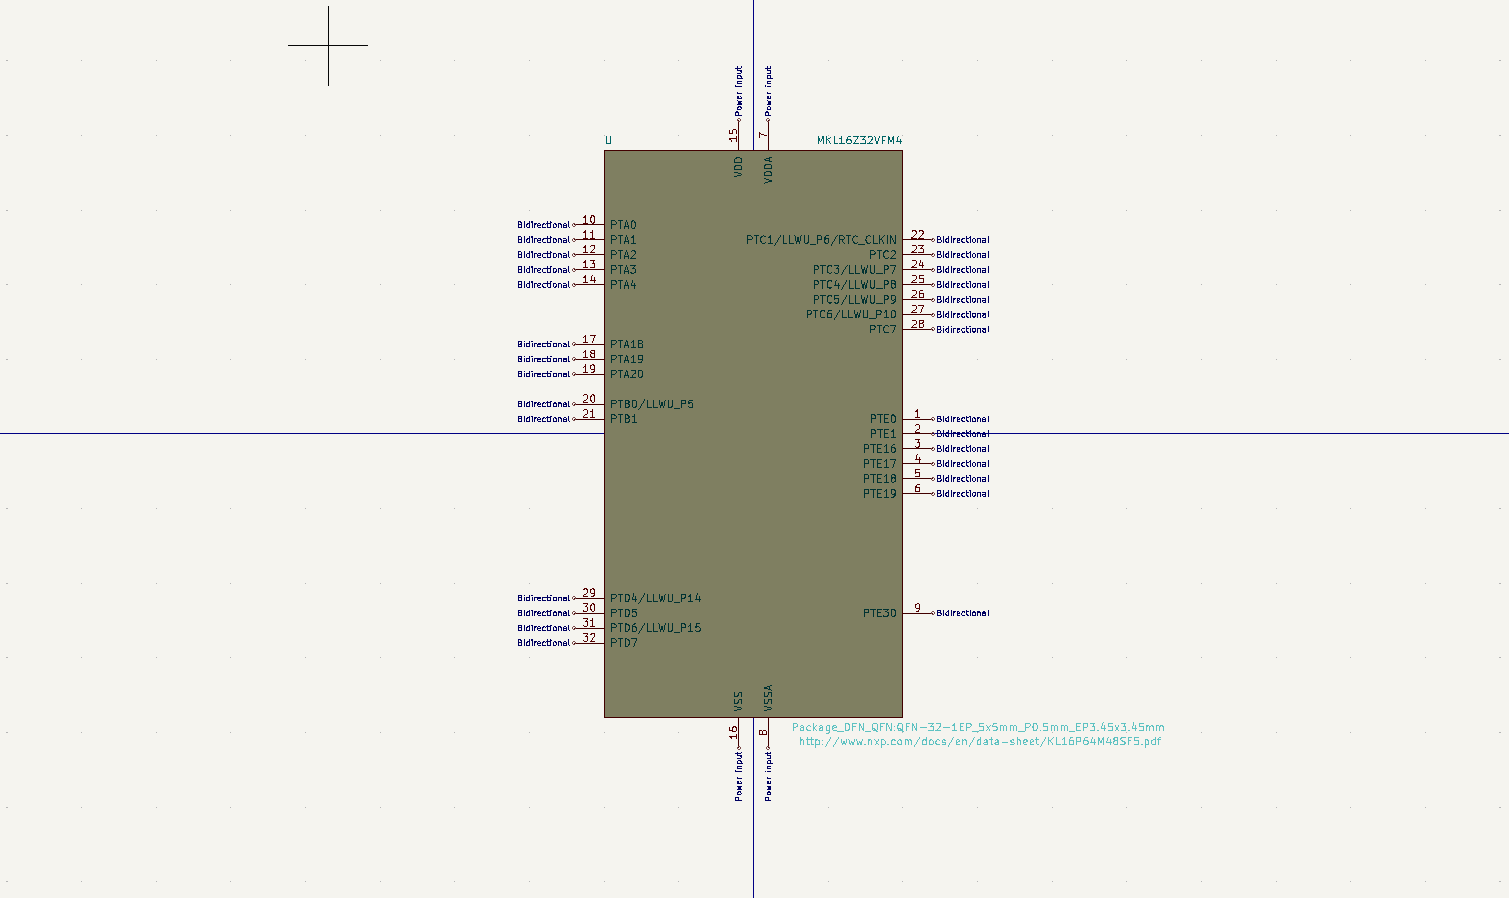 Power input
Power input
15
7
U
MKL16Z32VFM4
VDD
VDDA
Bidirectional 10 PTA0
Bidirectional 11 PTA1
Bidirectional 12 PTA2
Bidirectional 13 PTA3
Bidirectional 14 PTA4
PTC1/LLWU_P6/RTC_CLKIN 22 Bidirectional
PTC2 23 Bidirectional
PTC3/LLWU_P7 24 Bidirectional
PTC4/LLWU_P8 25 Bidirectional
PTC5/LLWU_P9 26 Bidirectional
PTC6/LLWU_P10 27 Bidirectional
PTC7 28 Bidirectional
Bidirectional 17 PTA18
Bidirectional 18 PTA19
Bidirectional 19 PTA20
Bidirectional 20 PTB0/LLWU_P5
Bidirectional 21 PTB1
PTE0 1 Bidirectional
PTE1 2 Bidirectional
PTE16 3 Bidirectional
PTE17 4 Bidirectional
PTE18 5 Bidirectional
PTE19 6 Bidirectional
Bidirectional 29 PTD4/LLWU_P14
Bidirectional 30 PTD5
Bidirectional 31 PTD6/LLWU_P15
Bidirectional 32 PTD7
PTE30 9 Bidirectional
VSS
VSSA
16
8
Power input
Power input
Package_DFN_QFN:QFN-32-1EP_5x5mm_P0.5mm_EP3.45x3.45mm
http://www.nxp.com/docs/en/data-sheet/KL16P64M48SF5.pdf